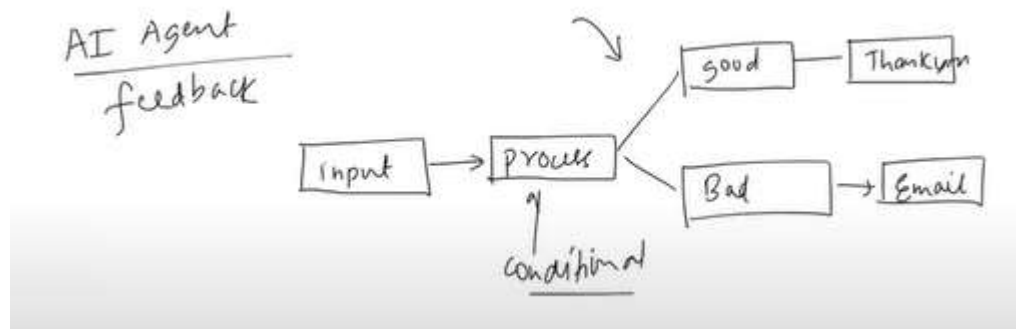 AI Agent
feedback
input
process
good
Thankyou
Bad
Email
conditional